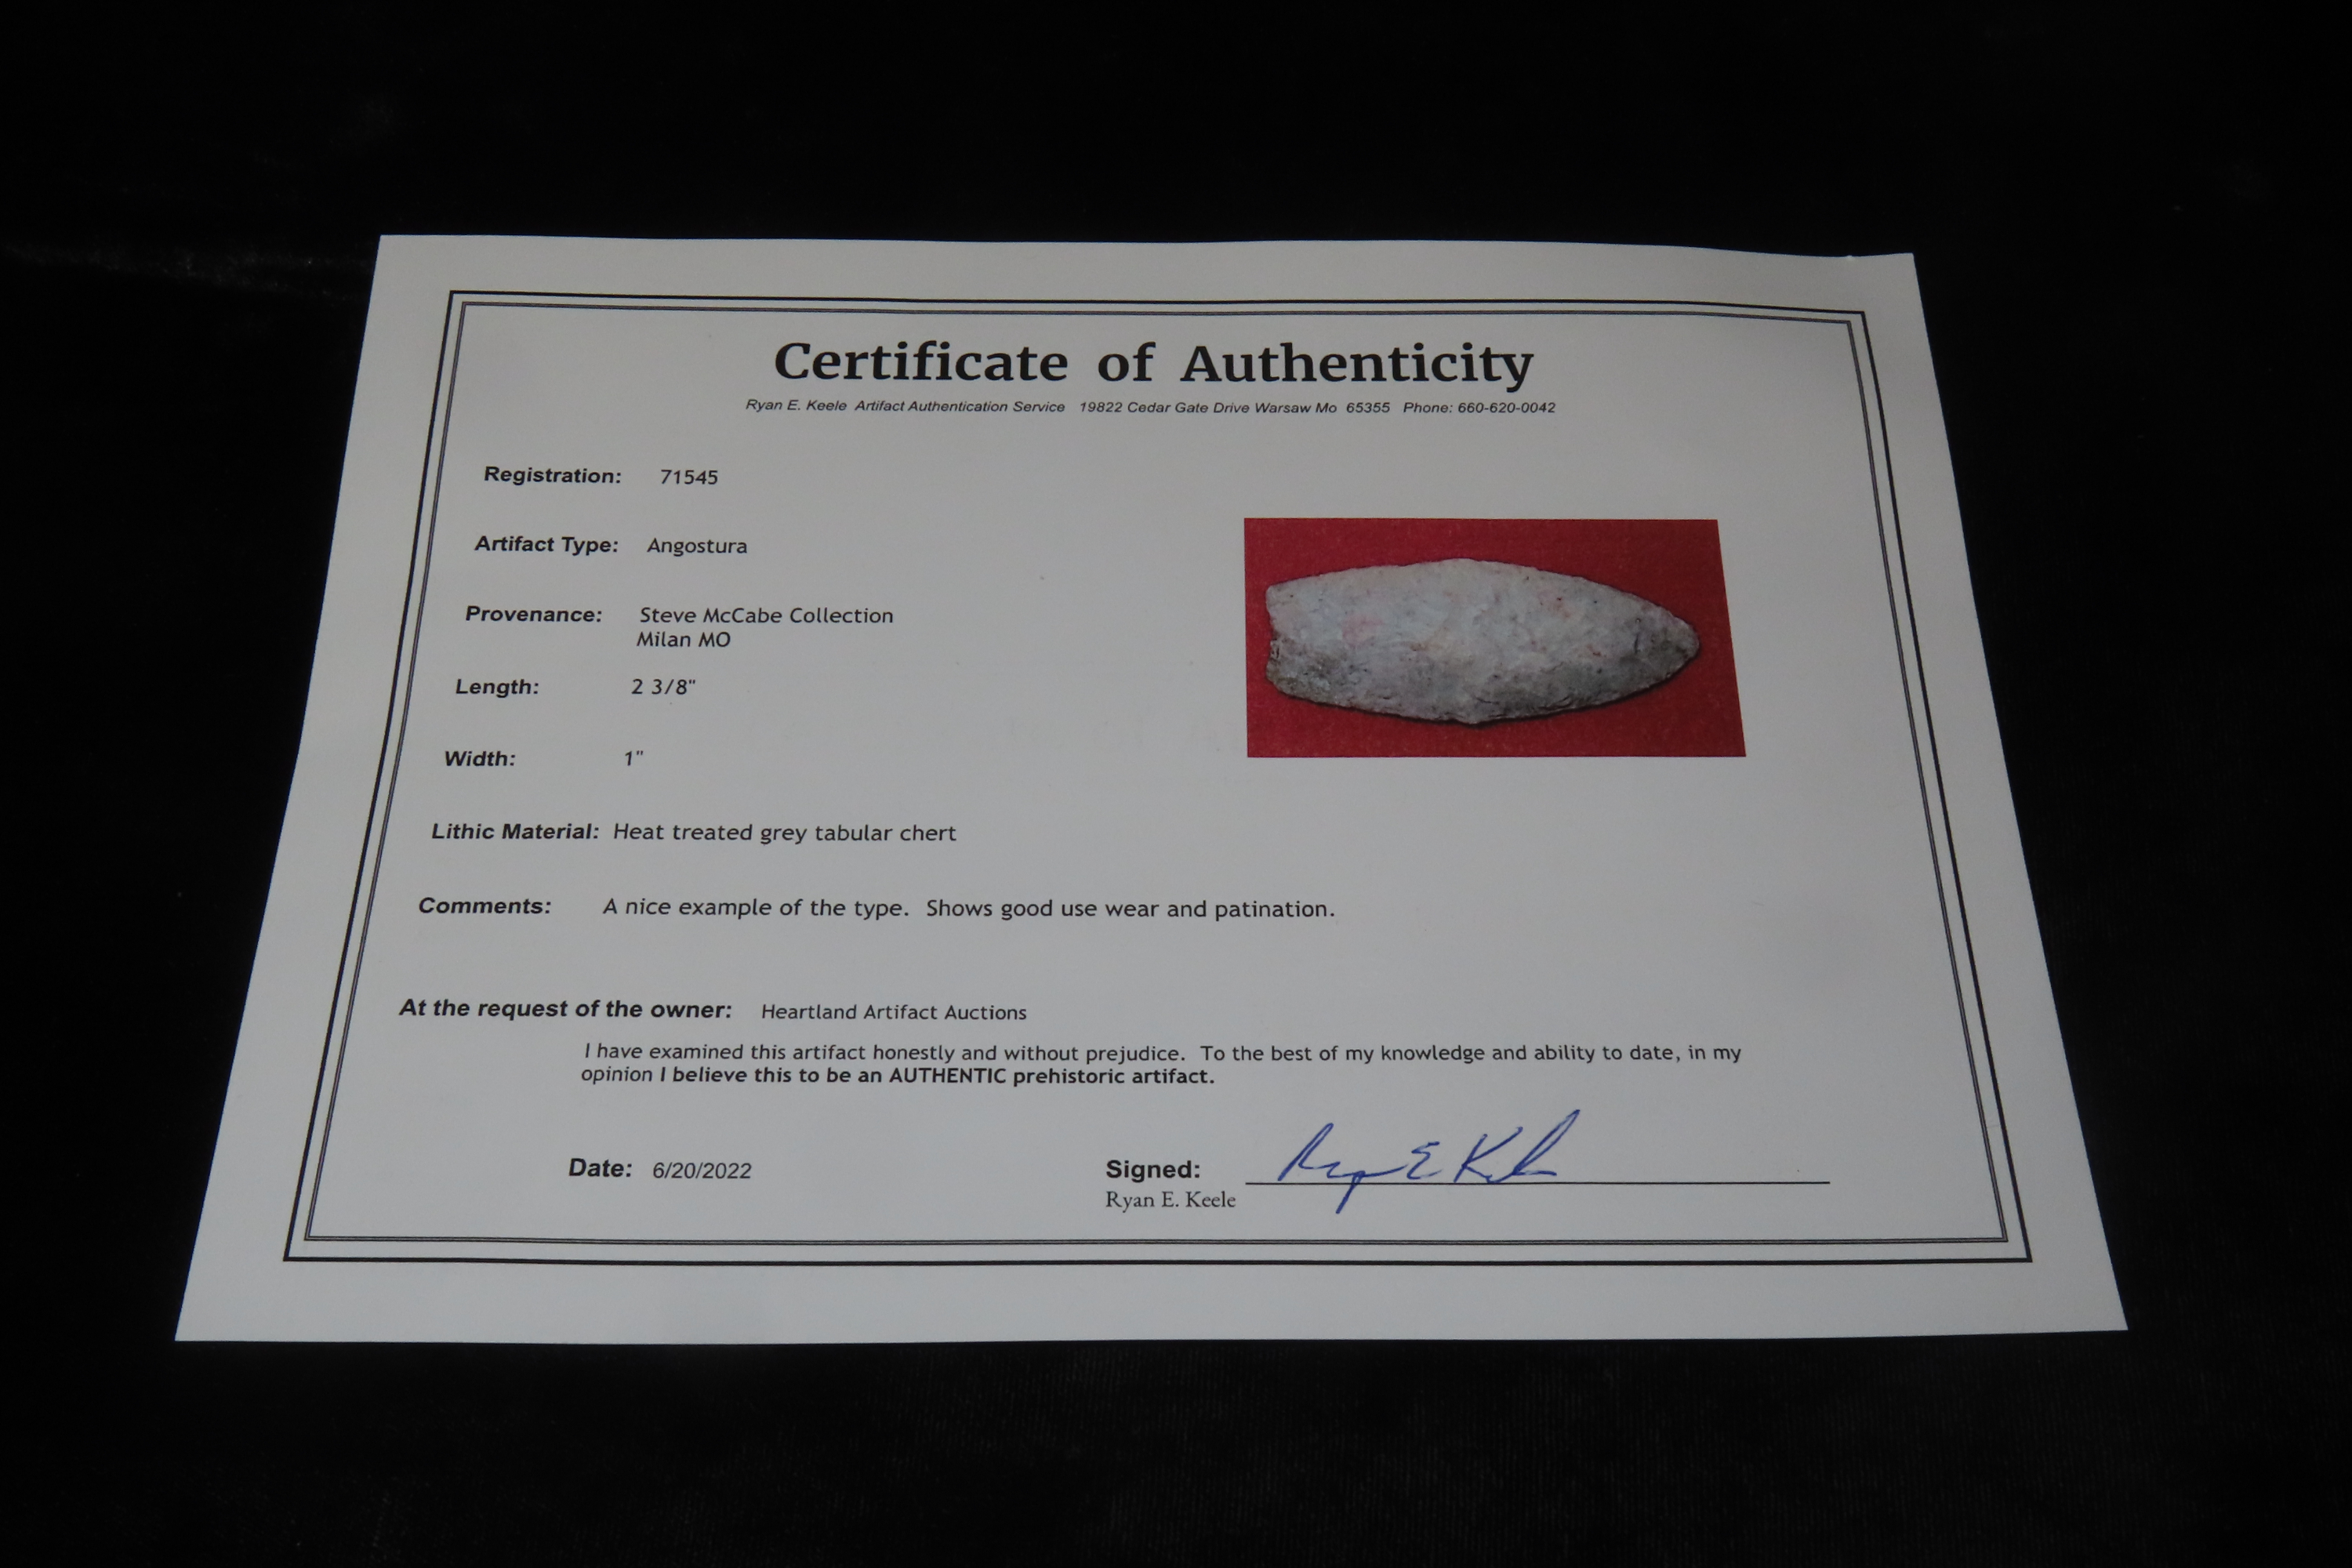 Certificate of Authenticity
Ryan E. Keele Artifact Authentication Service 19822 Cedar Gate Drive Warsaw Mo 65355 Phone: 660-620-0042
Registration: 71545
Artifact Type: Angostura
Provenance: Steve McCabe Collection
Milan MO
Length: 2 3/8"
Width: 1"
Lithic Material: Heat treated grey tabular chert
Comments: A nice example of the type. Shows good use wear and patination.
At the request of the owner: Heartland Artifact Auctions
I have examined this artifact honestly and without prejudice. To the best of my knowledge and ability to date, in my
opinion I believe this to be an AUTHENTIC prehistoric artifact.
Date: 6/20/2022
Signed: Ryan E Keele
Ryan E. Keele